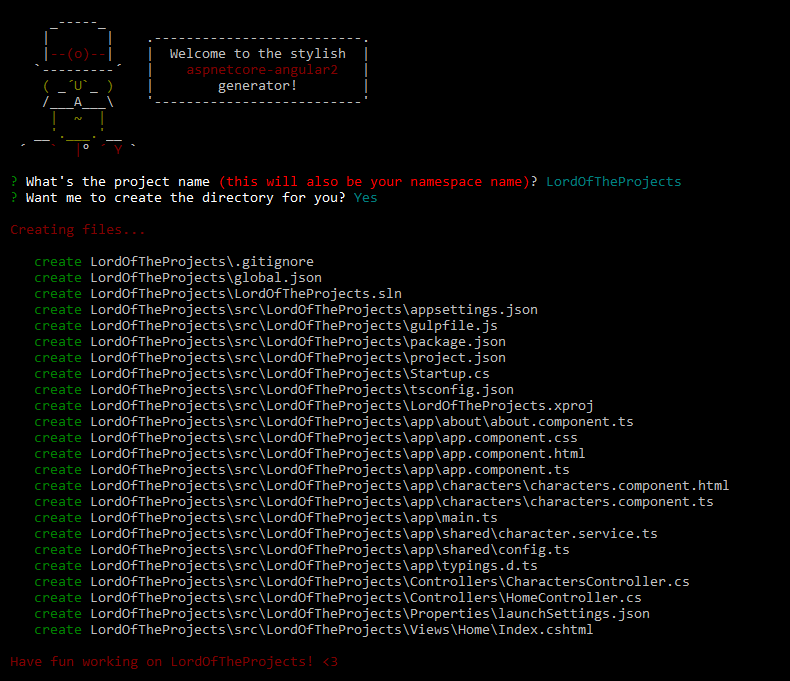 _-----_
    |       |    .--------------------------.
    |--(o)--|    |  Welcome to the stylish  |
   `---------´   |    aspnetcore-angular2   |
    ( _´U`_ )    |        generator!        |
    /___A___\    '--------------------------'
     |  ~  |
   __'.___.'__
 ´   `  |° ´ Y `
? What's the project name (this will also be your namespace name)? LordOfTheProjects
? Want me to create the directory for you? Yes
Creating files...
create LordOfTheProjects\.gitignore
create LordOfTheProjects\global.json
create LordOfTheProjects\LordOfTheProjects.sln
create LordOfTheProjects\src\LordOfTheProjects\appsettings.json
create LordOfTheProjects\src\LordOfTheProjects\gulpfile.js
create LordOfTheProjects\src\LordOfTheProjects\package.json
create LordOfTheProjects\src\LordOfTheProjects\project.json
create LordOfTheProjects\src\LordOfTheProjects\Startup.cs
create LordOfTheProjects\src\LordOfTheProjects\tsconfig.json
create LordOfTheProjects\src\LordOfTheProjects\LordOfTheProjects.xproj
create LordOfTheProjects\src\LordOfTheProjects\app\about\about.component.ts
create LordOfTheProjects\src\LordOfTheProjects\app\app.component.css
create LordOfTheProjects\src\LordOfTheProjects\app\app.component.html
create LordOfTheProjects\src\LordOfTheProjects\app\app.component.ts
create LordOfTheProjects\src\LordOfTheProjects\app\characters\characters.component.html
create LordOfTheProjects\src\LordOfTheProjects\app\characters\characters.component.ts
create LordOfTheProjects\src\LordOfTheProjects\app\main.ts
create LordOfTheProjects\src\LordOfTheProjects\app\shared\character.service.ts
create LordOfTheProjects\src\LordOfTheProjects\app\shared\config.ts
create LordOfTheProjects\src\LordOfTheProjects\app\typings.d.ts
create LordOfTheProjects\src\LordOfTheProjects\Controllers\CharactersController.cs
create LordOfTheProjects\src\LordOfTheProjects\Controllers\HomeController.cs
create LordOfTheProjects\src\LordOfTheProjects\Properties\launchSettings.json
create LordOfTheProjects\src\LordOfTheProjects\Views\Home\Index.cshtml
Have fun working on LordOfTheProjects! <3